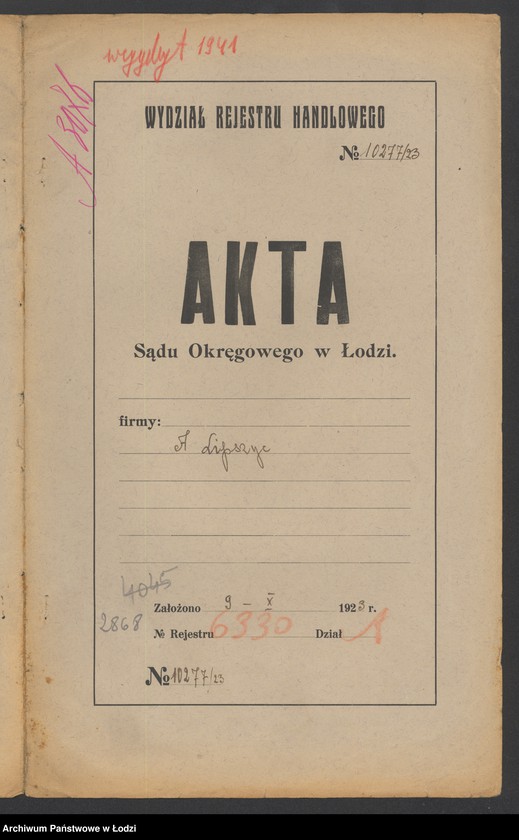 1941
WYDZIAŁ REJESTRU HANDLOWEGO
№ 10277/23
AKTA
Sądu Okręgowego w Łodzi.
firmy:
A Lipszyc
4045
Założono 9 – X 1923 r.
2868
№ Rejestru 6330 Dział A
№ 10277/23
Archiwum Państwowe w Łodzi